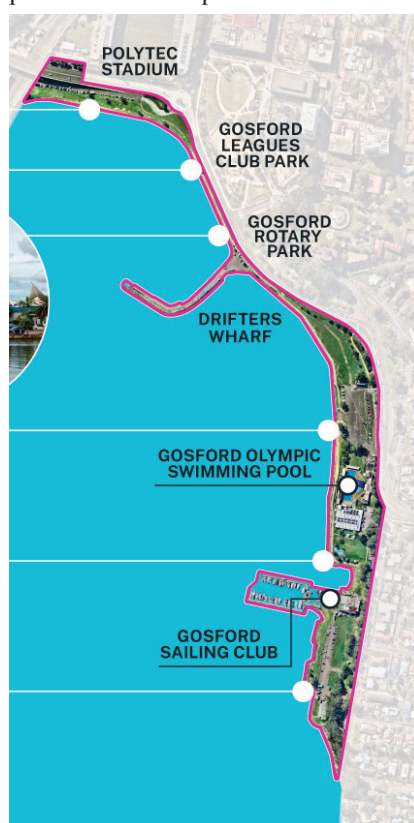 POLYTEC
STADIUM
GOSFORD
LEAGUES
CLUB PARK
GOSFORD
ROTARY
PARK
DRIFTERS
WHARF
GOSFORD OLYMPIC
SWIMMING POOL
GOSFORD
SAILING CLUB